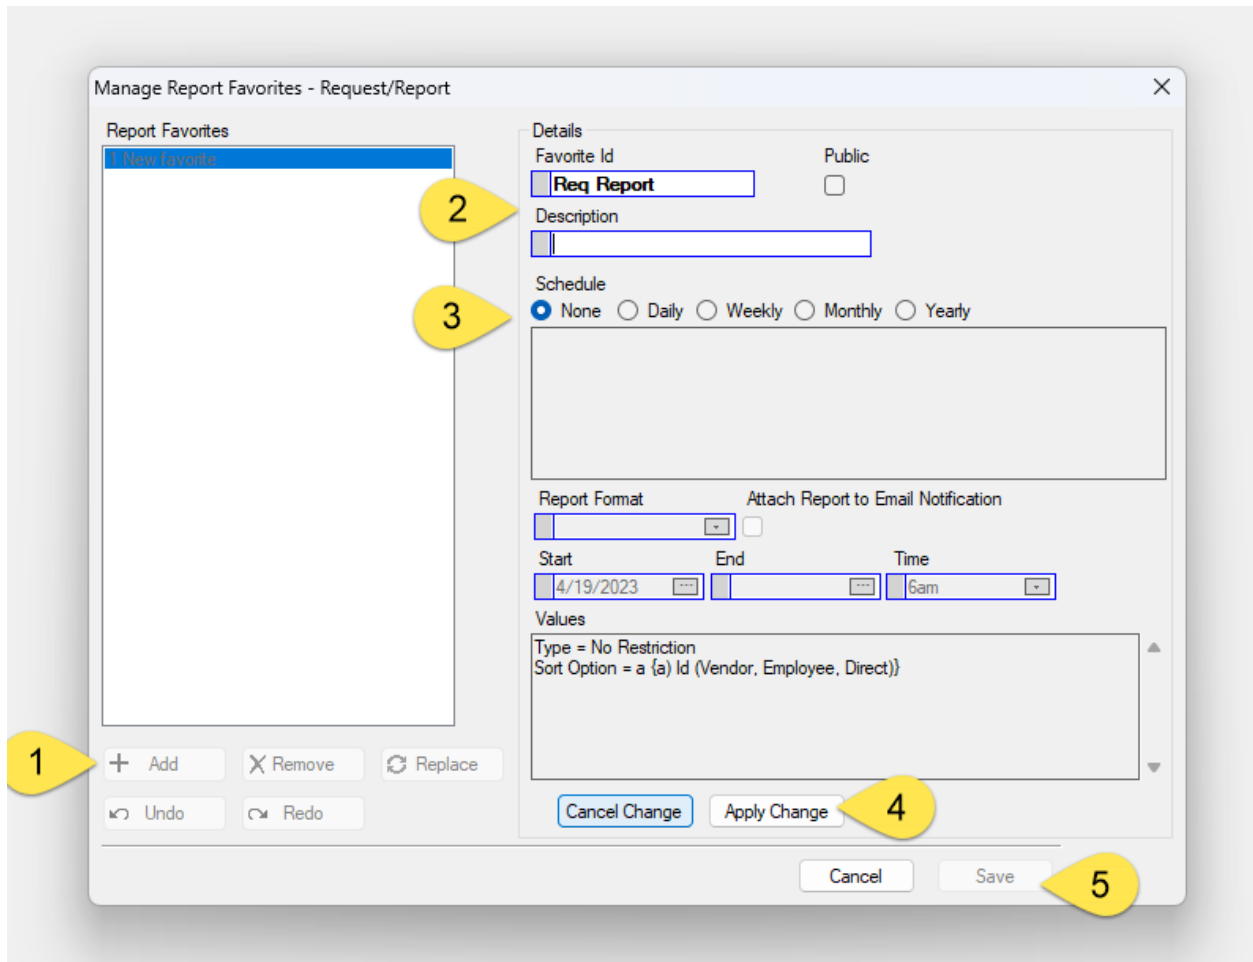 Manage Report Favorites - Request/Report
Report Favorites
1 New favorite
Details
Favorite Id
Public
Req Report
2
Description
Schedule
3
None
Daily
Weekly
Monthly
Yearly
Report Format
Attach Report to Email Notification
Start
End
Time
4/19/2023
6am
Values
Type = No Restriction
Sort Option = a {a) Id (Vendor, Employee, Direct)}
1
Add
Remove
Replace
Undo
Redo
Cancel Change
Apply Change
4
Cancel
Save
5